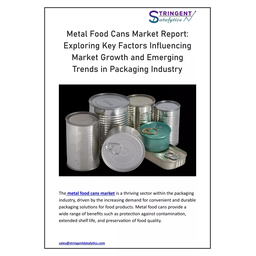 STRINGENT
Datalytics
Metal Food Cans Market Report:
Exploring Key Factors Influencing
Market Growth and Emerging
Trends in Packaging Industry
The metal food cans market is a thriving sector within the packaging
industry, driven by the increasing demand for convenient and durable
packaging solutions for food products. Metal food cans provide a
wide range of benefits such as protection against contamination,
extended shelf life, and preservation of food quality.
sales@stringentdatalytics.com